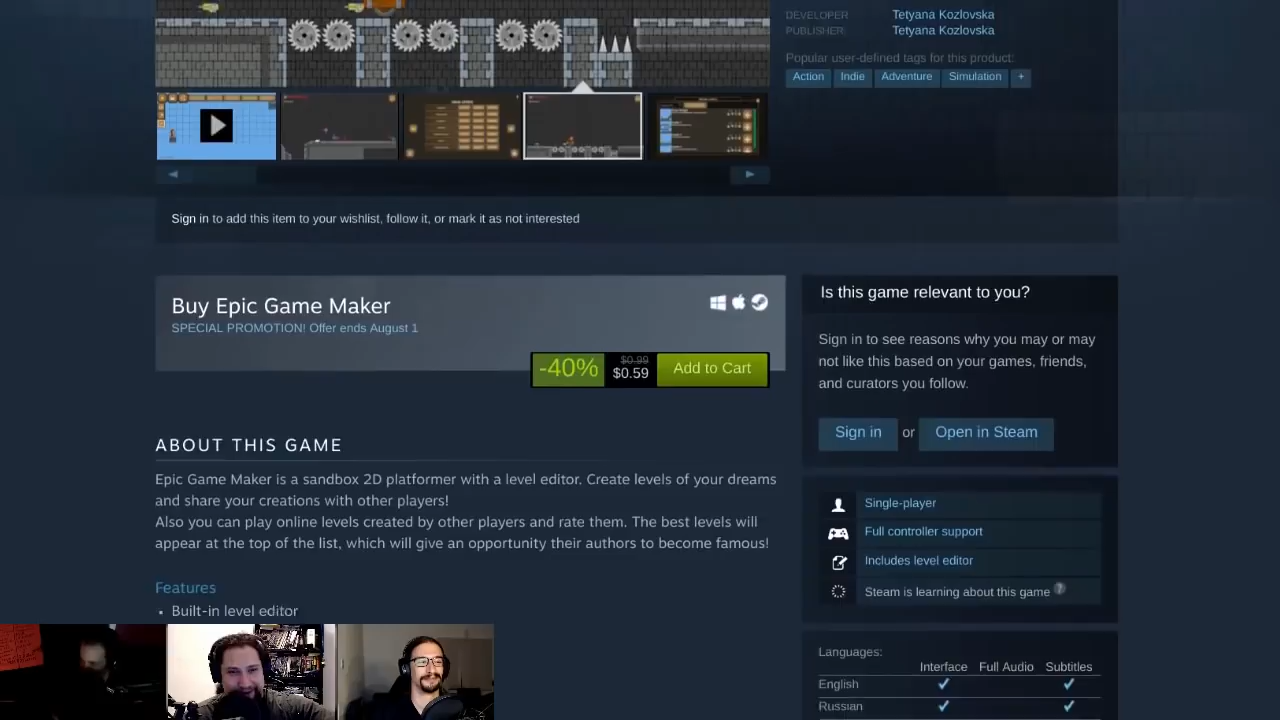 DEVELOPER: Tetyana Kozlovska
PUBLISHER: Tetyana Kozlovska
Popular user-defined tags for this product:
Action Indie Adventure Simulation +
Sign in to add this item to your wishlist, follow it, or mark it as not interested
Buy Epic Game Maker
SPECIAL PROMOTION! Offer ends August 1
-40% $0.99 $0.59 Add to Cart
Is this game relevant to you?
Sign in to see reasons why you may or may
not like this based on your games, friends,
and curators you follow.
Sign in or Open in Steam
ABOUT THIS GAME
Epic Game Maker is a sandbox 2D platformer with a level editor. Create levels of your dreams
and share your creations with other players!
Also you can play online levels created by other players and rate them. The best levels will
appear at the top of the list, which will give an opportunity their authors to become famous!
Features
• Built-in level editor
Single-player
Full controller support
Includes level editor
Steam is learning about this game ?
Languages:
Interface Full Audio Subtitles
English ✔ ✔
Russian ✔ ✔